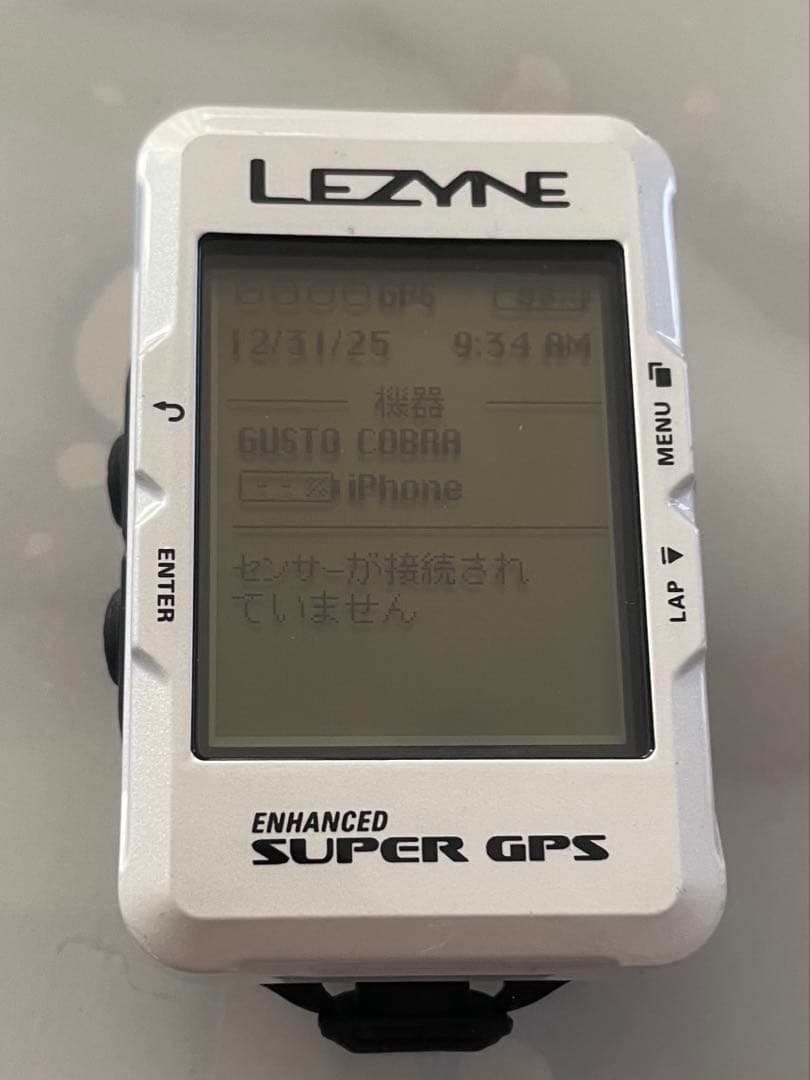 LEZYNE
GPS
12/31/25 9:34 AM
機器
GUSTO COBRA
--% iPhone
センサーが接続され
ていません
MENU
ENTER
LAP
ENHANCED
SUPER GPS